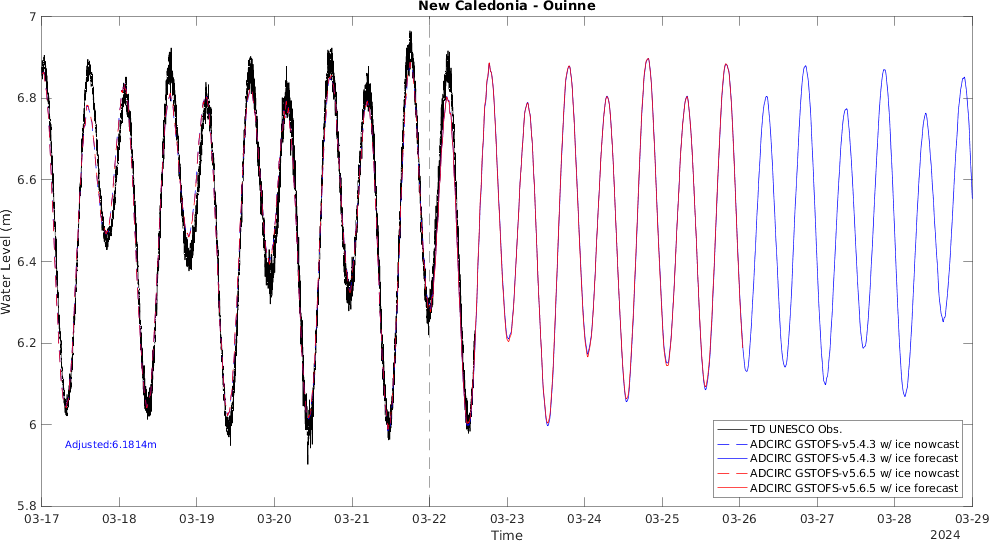 New Caledonia - Ouinne
7
6.8
6.6
6.4
6.2
6
5.8
Water Level (m)
Adjusted:6.1814m
TD UNESCO Obs.
ADCIRC GSTOFS-v5.4.3 w/ ice nowcast
ADCIRC GSTOFS-v5.4.3 w/ ice forecast
ADCIRC GSTOFS-v5.6.5 w/ ice nowcast
ADCIRC GSTOFS-v5.6.5 w/ ice forecast
03-17 03-18 03-19 03-20 03-21 03-22 03-23 03-24 03-25 03-26 03-27 03-28 03-29
Time
2024